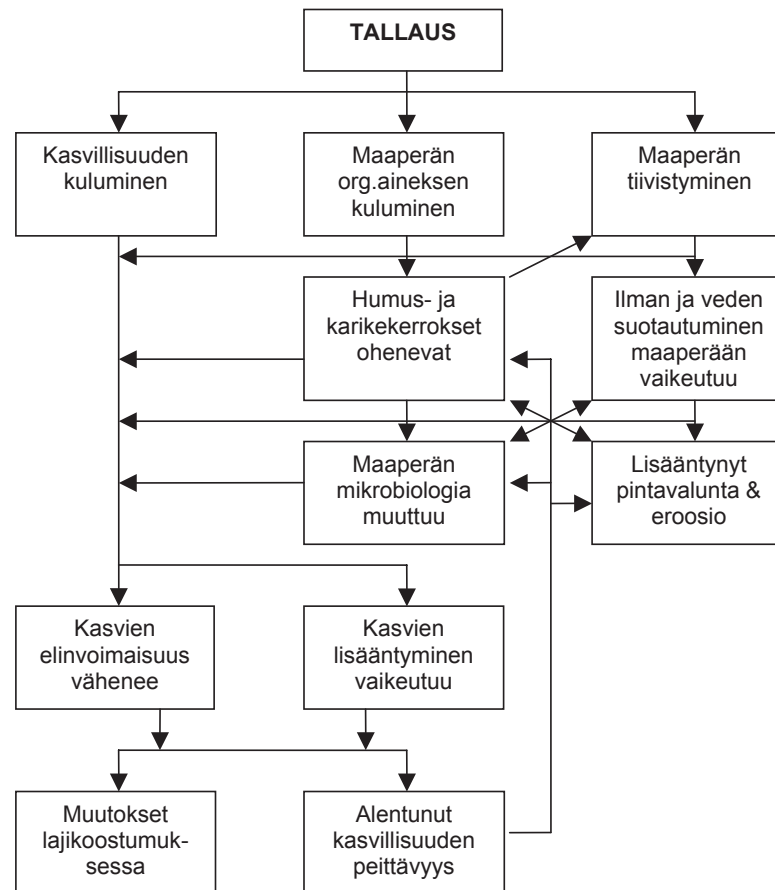 TALLAUS
Kasvillisuuden
kuluminen
Maaperän
org.aineksen
kuluminen
Maaperän
tiivistyminen
Humus- ja
karikekerrokset
ohenevat
Ilman ja veden
suotautuminen
maaperään
vaikeutuu
Maaperän
mikrobiologia
muuttuu
Lisääntynyt
pintavalunta &
eroosio
Kasvien
elinvoimaisuus
vähenee
Kasvien
lisääntyminen
vaikeutuu
Muutokset
lajikoostumuk-
sessa
Alentunut
kasvillisuuden
peittävyys